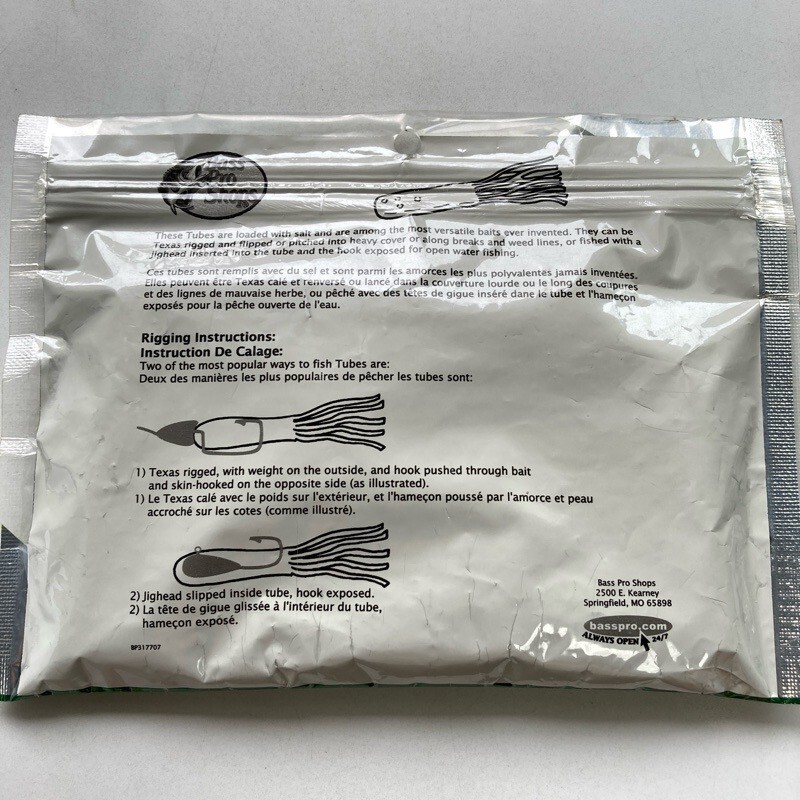 Bass
Pro
Shops
These Tubes are loaded with salt and are among the most versatile baits ever invented. They can be
Texas rigged and flipped or pitched into heavy cover or along breaks and weed lines, or fished with a
Jighead inserted into the tube and the hook exposed for open water fishing.
Ces tubes sont remplis avec du sel et sont parmi les amorces les plus polyvalentes jamais inventées.
Elles peuvent être Texas calé et renversé ou lancé dans la couverture lourde ou le long des coupures
et des lignes de mauvaise herbe, ou pêché avec des têtes de gigue inséré dans le tube et l'hameçon
exposés pour la pêche ouverte de l'eau.
Rigging Instructions:
Instruction De Calage:
Two of the most popular ways to fish Tubes are:
Deux des manières les plus populaires de pêcher les tubes sont:
1) Texas rigged, with weight on the outside, and hook pushed through bait
and skin-hooked on the opposite side (as illustrated).
1) Le Texas calé avec le poids sur l'extérieur, et l'hameçon poussé par l'amorce et peau
accroché sur les cotes (comme illustré).
2) Jighead slipped inside tube, hook exposed.
2) La tête de gigue glissée à l'intérieur du tube,
hameçon exposé.
BP317707
Bass Pro Shops
2500 E. Kearney
Springfield, MO 65898
basspro.com
ALWAYS OPEN 24/7